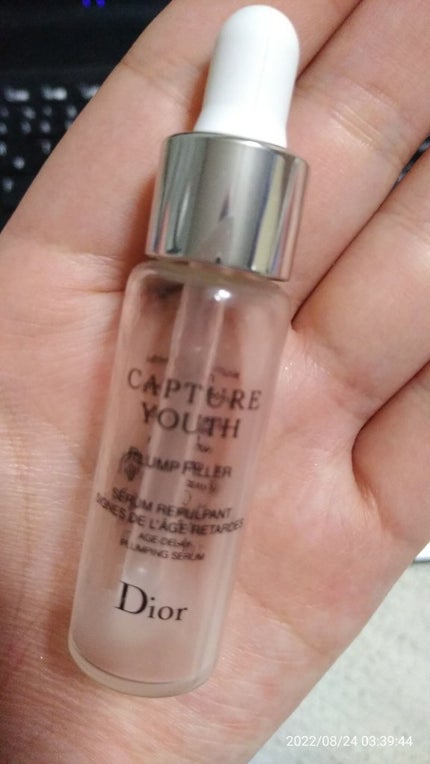 CAPTURE
YOUTH
PLUMP FILLER
SÉRUM REPULPANT
SIGNES DE L'ÂGE RETARDÉS
AGE-DELAY
PLUMPING SERUM
Dior
2022/08/24 03:39:44